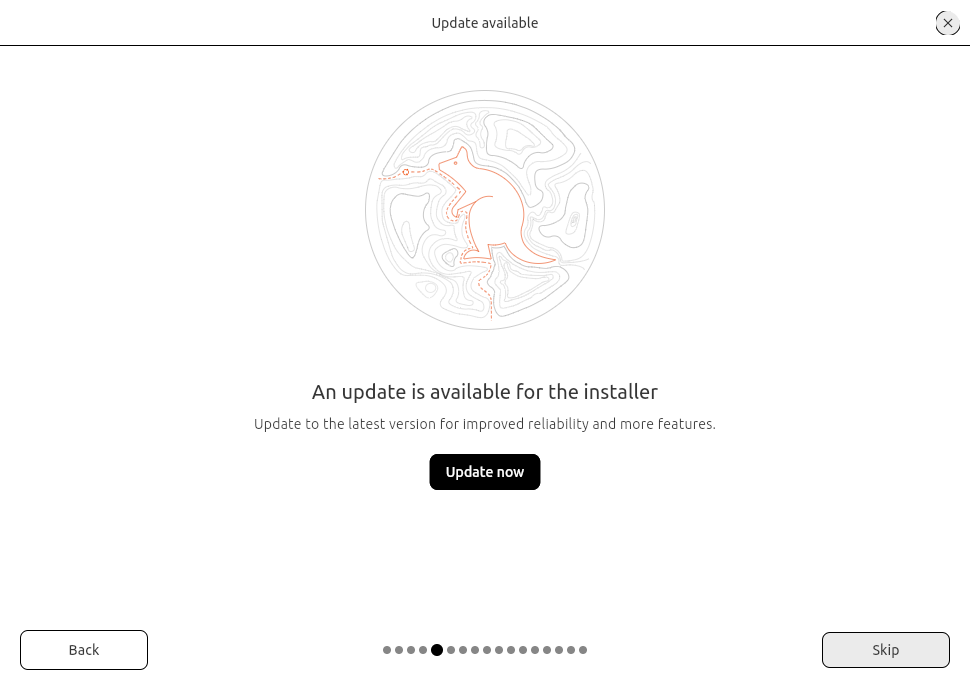 Update available
An update is available for the installer
Update to the latest version for improved reliability and more features.
Update now
Back
Skip